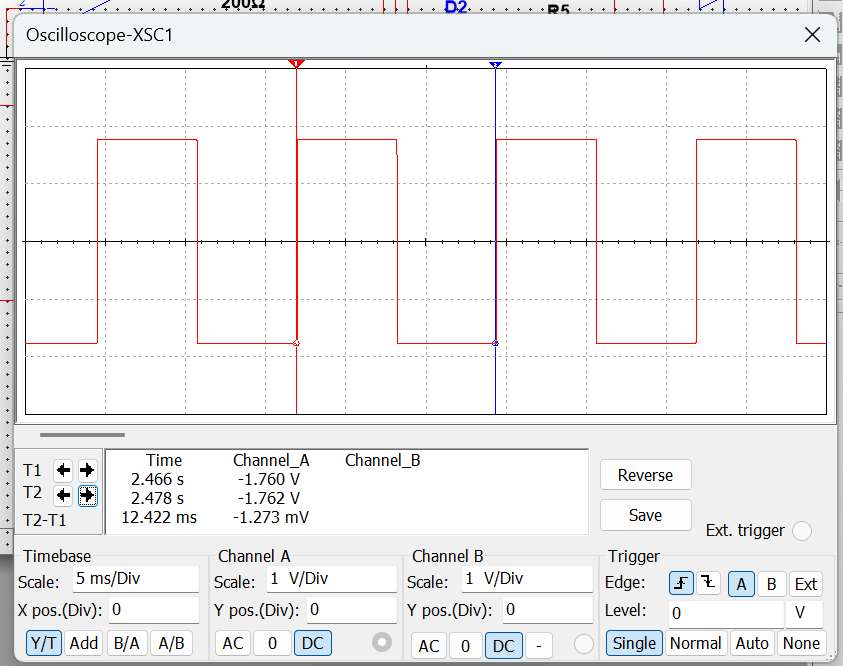 2
200Ω
D2
R5
Oscilloscope-XSC1
1
Time Channel_A Channel_B
T1 2.466 s -1.760 V
T2 2.478 s -1.762 V
T2-T1 12.422 ms -1.273 mV
Reverse
Save
Ext. trigger
Timebase
Scale: 5 ms/Div
X pos.(Div): 0
Y/T Add B/A A/B
Channel A
Scale: 1 V/Div
Y pos.(Div): 0
AC 0 DC
Channel B
Scale: 1 V/Div
Y pos.(Div): 0
AC 0 DC -
Trigger
Edge: A B Ext
Level: 0 V
Single Normal Auto None